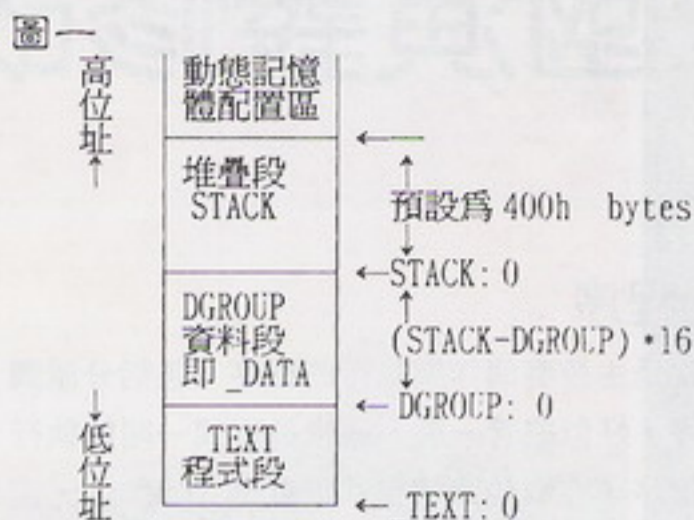 圖一
高位址
動態記憶
體配置區
堆疊段
STACK
預設爲 400h bytes
STACK: 0
DGROUP
資料段
即 _DATA
(STACK-DGROUP)*16
DGROUP: 0
低位址
TEXT
程式段
TEXT: 0